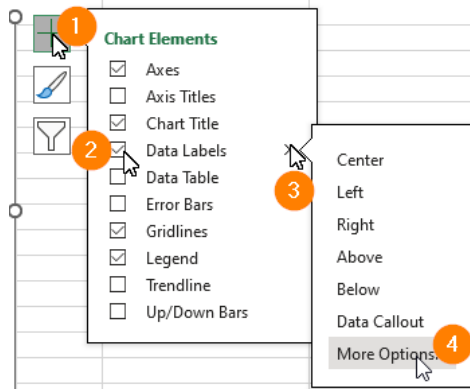 1
Chart Elements
Axes
Axis Titles
Chart Title
2
Data Labels
Data Table
Error Bars
Gridlines
Legend
Trendline
Up/Down Bars
3
Center
Left
Right
Above
Below
Data Callout
More Options..
4